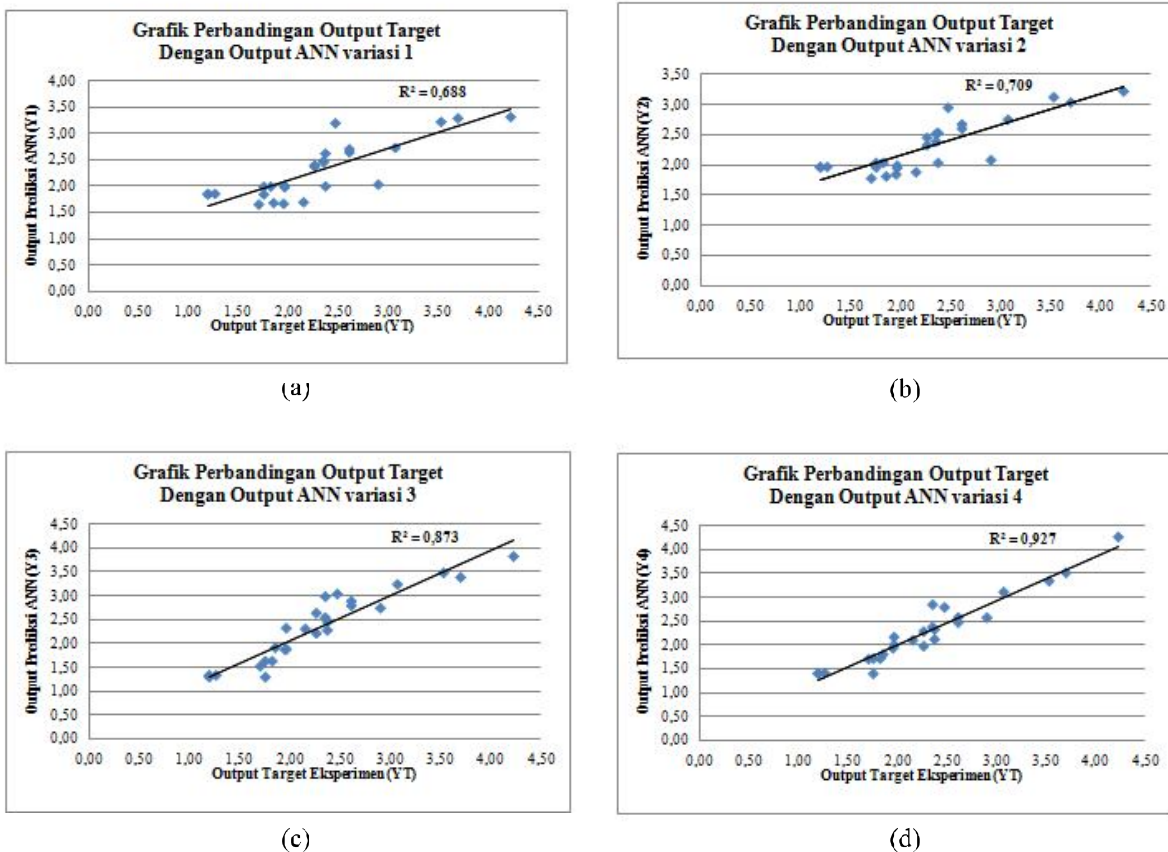 Grafik Perbandingan Output Target
Dengan Output ANN variasi 1
R² = 0,688
Output Prediksi ANN (Y1)
4,00
3,50
3,00
2,50
2,00
1,50
1,00
0,50
0,00
0,00 0,50 1,00 1,50 2,00 2,50 3,00 3,50 4,00 4,50
Output Target Eksperimen (YT)
(a)
Grafik Perbandingan Output Target
Dengan Output ANN variasi 2
R² = 0,709
Output Prediksi ANN (Y2)
3,50
3,00
2,50
2,00
1,50
1,00
0,50
0,00
0,00 0,50 1,00 1,50 2,00 2,50 3,00 3,50 4,00 4,50
Output Target Eksperimen (YT)
(b)
Grafik Perbandingan Output Target
Dengan Output ANN variasi 3
R² = 0,873
Output Prediksi ANN (Y3)
4,50
4,00
3,50
3,00
2,50
2,00
1,50
1,00
0,50
0,00
0,00 0,50 1,00 1,50 2,00 2,50 3,00 3,50 4,00 4,50
Output Target Eksperimen (YT)
(c)
Grafik Perbandingan Output Target
Dengan Output ANN variasi 4
R² = 0,927
Output Prediksi ANN (Y4)
4,50
4,00
3,50
3,00
2,50
2,00
1,50
1,00
0,50
0,00
0,00 0,50 1,00 1,50 2,00 2,50 3,00 3,50 4,00 4,50
Output Target Eksperimen (YT)
(d)